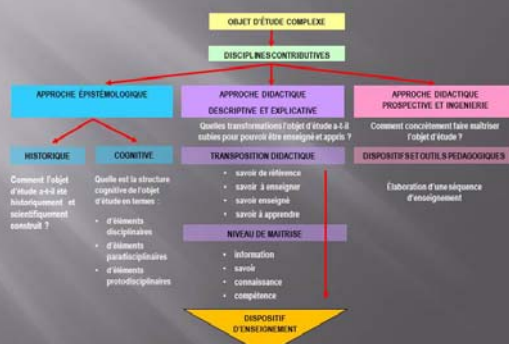 OBJET D'ÉTUDE COMPLEXE
DISCIPLINES CONTRIBUTIVES
APPROCHE ÉPISTÉMOLOGIQUE
HISTORIQUE
Comment l'objet
d'étude a-t-il été
historiquement et
scientifiquement
construit ?
COGNITIVE
Quelle est la structure
cognitive de l'objet
d'étude en termes :
• d'éléments
disciplinaires
• d'éléments
paradisciplinaires
• d'éléments
protodisciplinaires
APPROCHE DIDACTIQUE
DESCRIPTIVE ET EXPLICATIVE
Quelles transformations l'objet d'étude a-t-il
subies pour pouvoir être enseigné et appris ?
TRANSPOSITION DIDACTIQUE
• savoir de référence
• savoir à enseigner
• savoir enseigné
• savoir à apprendre
NIVEAU DE MAITRISE
• information
• savoir
• connaissance
• compétence
DISPOSITIF
D'ENSEIGNEMENT
APPROCHE DIDACTIQUE
PROSPECTIVE ET INGENIERIE
Comment concrètement faire maîtriser
l'objet d'étude ?
DISPOSITIFS ET OUTILS PEDAGOGIQUES
Élaboration d'une séquence
d'enseignement